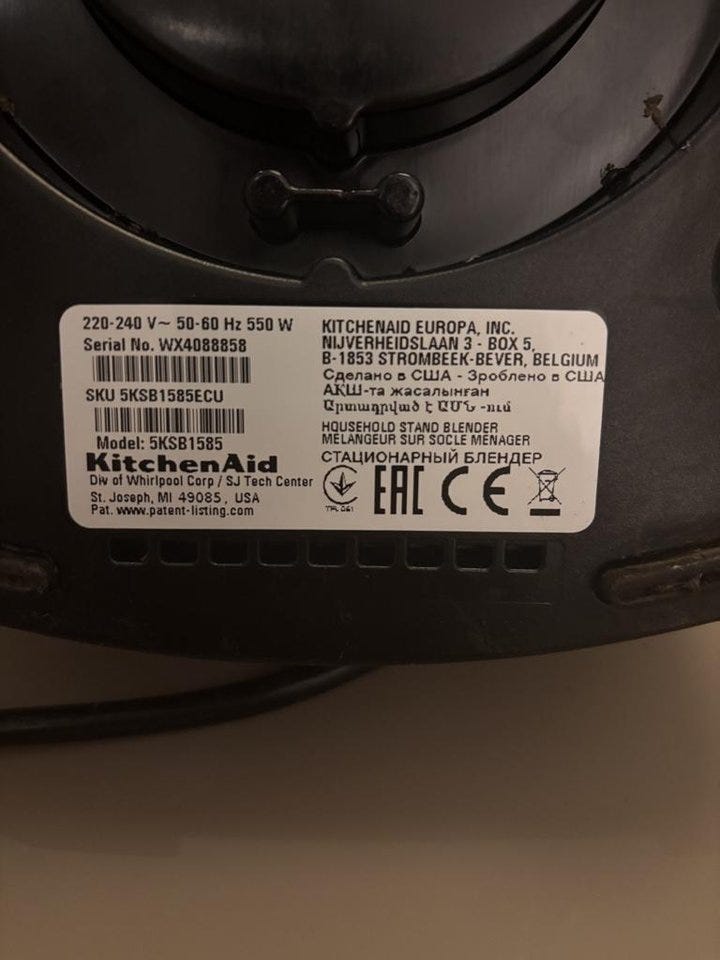 220-240 V~ 50-60 Hz 550 W
Serial No. WX4088858
SKU 5KSB1585ECU
Model: 5KSB1585
KitchenAid
Div of Whirlpool Corp / SJ Tech Center
St. Joseph, MI 49085, USA
Pat. www.patent-listing.com
KITCHENAID EUROPA, INC.
NIJVERHEIDSLAAN 3 - BOX 5,
B-1853 STROMBEEK-BEVER, BELGIUM
Сделано в США - Зроблено в США
АҚШ-та жасалынған
Արտադրված է ԱՄՆ -ում
HOUSEHOLD STAND BLENDER
MELANGEUR SUR SOCLE MENAGER
СТАЦИОНАРНЫЙ БЛЕНДЕР
EAC CE